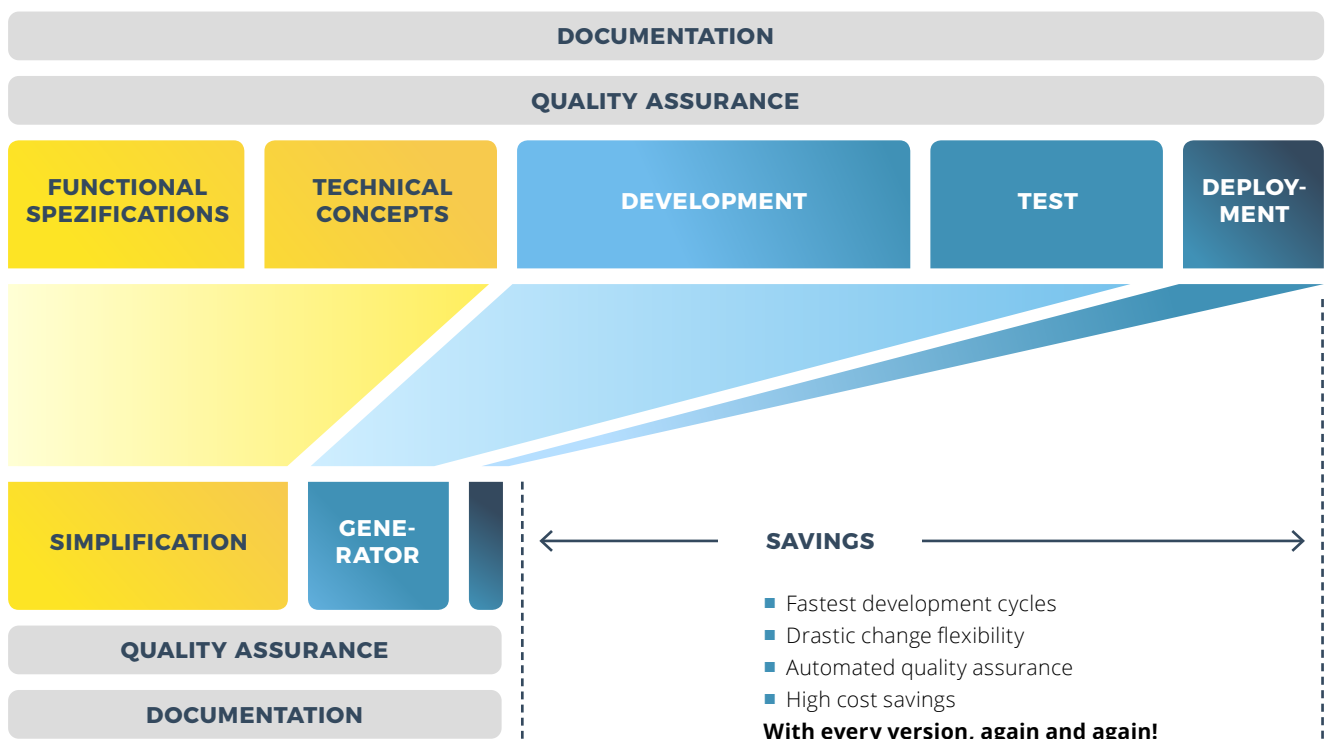 DOCUMENTATION
QUALITY ASSURANCE
FUNCTIONAL
SPEZIFICATIONS
TECHNICAL
CONCEPTS
DEVELOPMENT
TEST
DEPLOY-
MENT
SIMPLIFICATION
GENE-
RATOR
SAVINGS
Fastest development cycles
Drastic change flexibility
Automated quality assurance
High cost savings
With every version, again and again!
QUALITY ASSURANCE
DOCUMENTATION